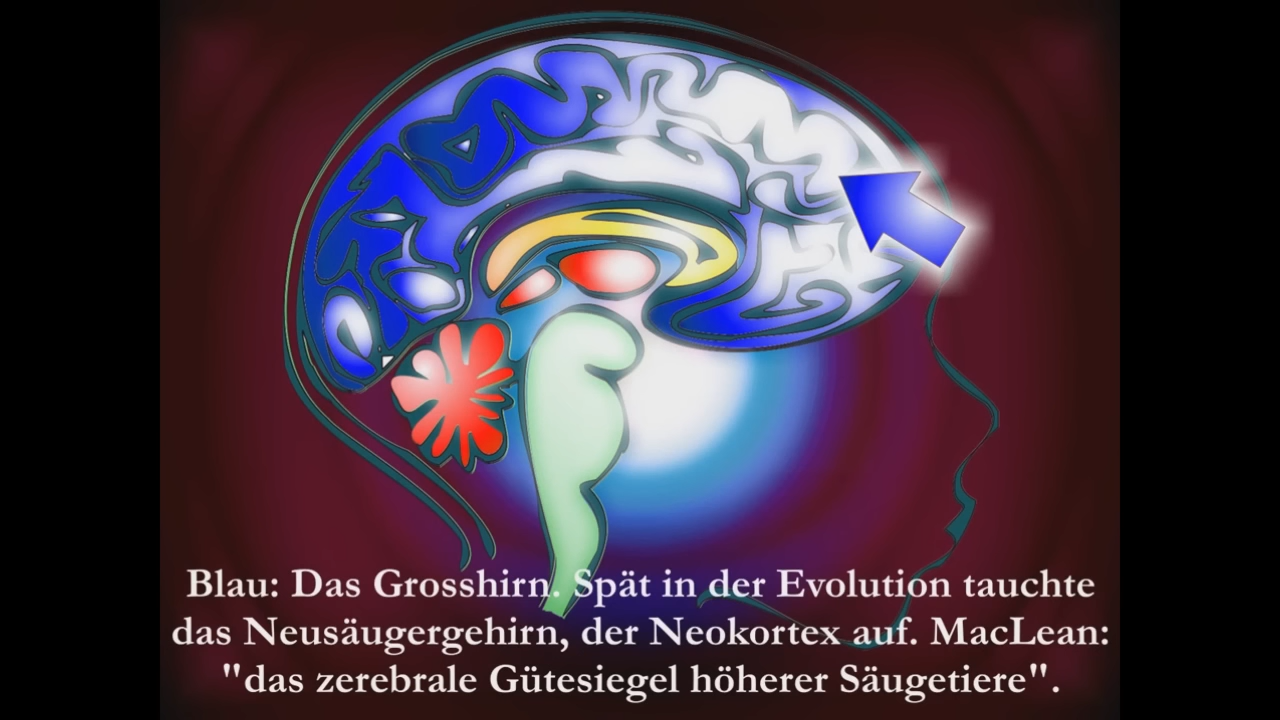 Blau: Das Grosshirn. Spät in der Evolution tauchte
das Neusäugergehirn, der Neokortex auf. MacLean:
"das zerebrale Gütesiegel höherer Säugetiere".